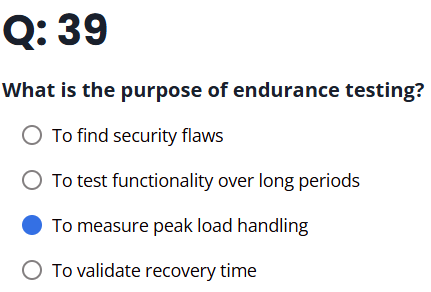 Q: 39
What is the purpose of endurance testing?
To find security flaws
To test functionality over long periods
To measure peak load handling
To validate recovery time